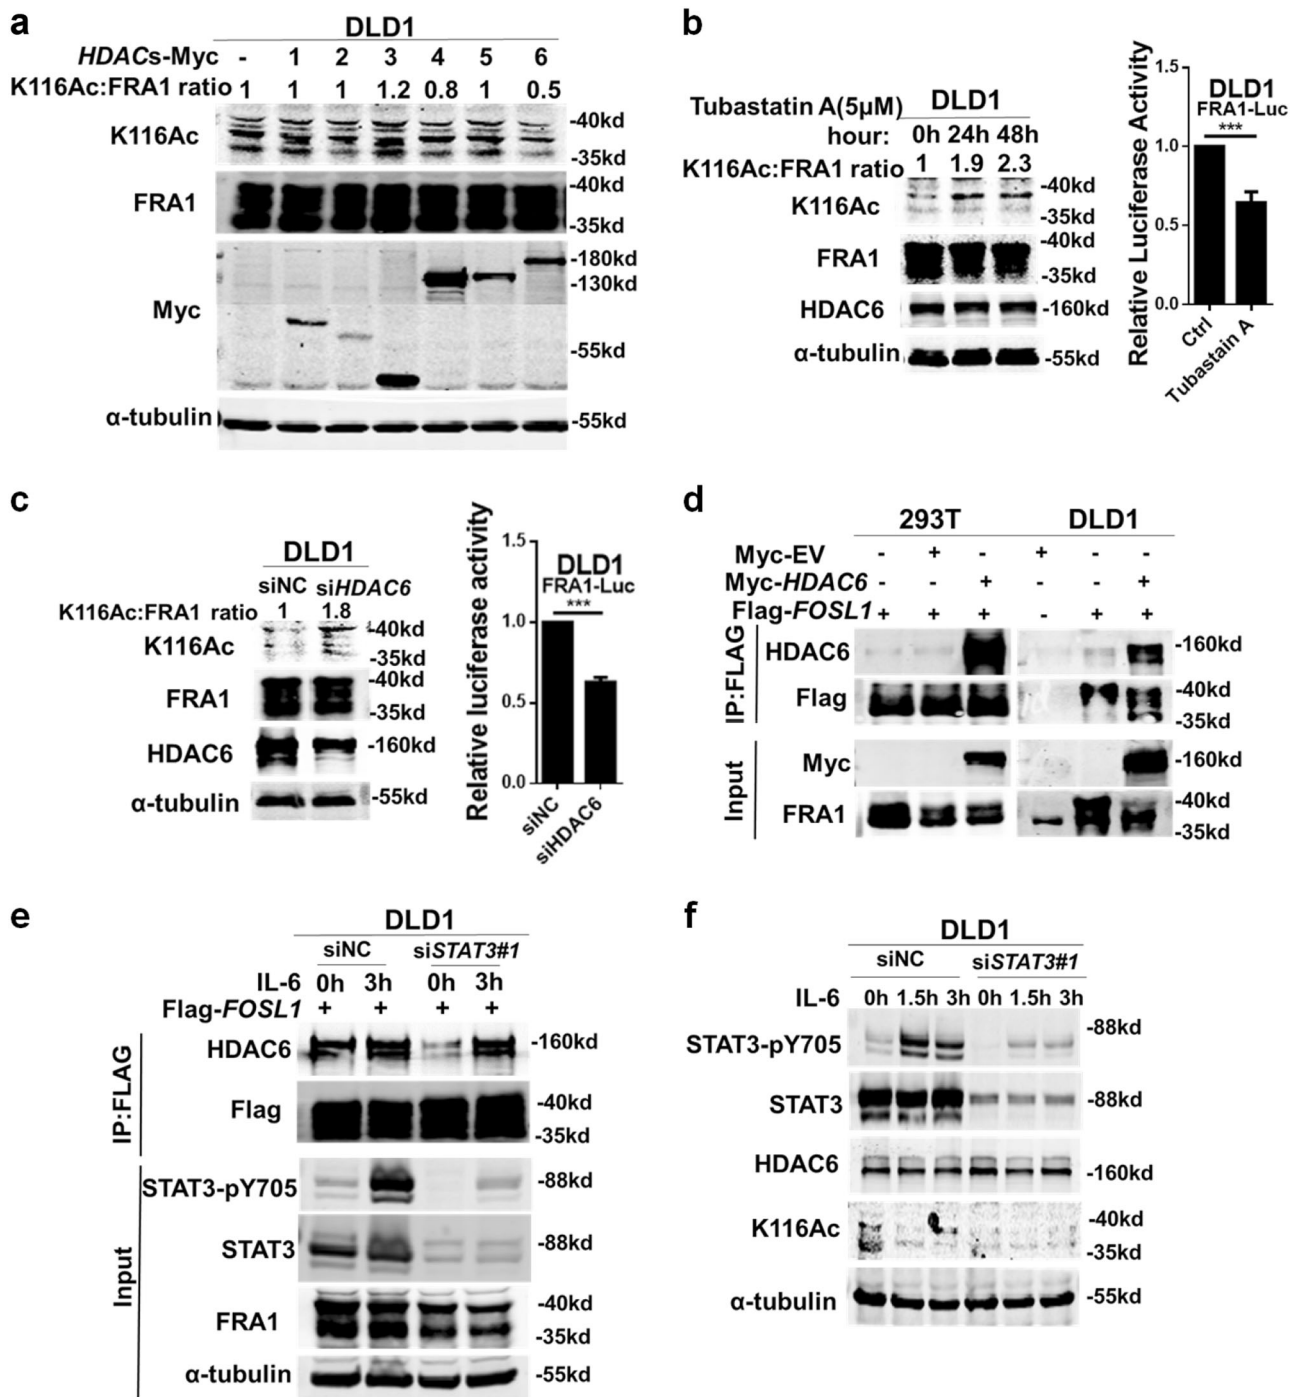 a
DLD1
HDACs-Myc - 1 2 3 4 5 6
K116Ac:FRA1 ratio 1 1 1 1.2 0.8 1 0.5
K116Ac
-40kd
-35kd
FRA1
-40kd
-35kd
Myc
-180kd
-130kd
-55kd
α-tubulin
-55kd
b
Tubastatin A(5μM) DLD1
hour: 0h 24h 48h
K116Ac:FRA1 ratio 1 1.9 2.3
K116Ac
-40kd
-35kd
FRA1
-40kd
-35kd
HDAC6
-160kd
α-tubulin
-55kd
Relative Luciferase Activity
1.5
1.0
0.5
0.0
DLD1
FRA1-Luc
***
Ctrl
Tubastain A
c
DLD1
siNC siHDAC6
K116Ac:FRA1 ratio 1 1.8
K116Ac
-40kd
-35kd
FRA1
-40kd
-35kd
HDAC6
-160kd
α-tubulin
-55kd
Relative luciferase activity
1.5
1.0
0.5
0.0
DLD1
FRA1-Luc
***
siNC
siHDAC6
d
293T DLD1
Myc-EV - + - + - -
Myc-HDAC6 - - + - - +
Flag-FOSL1 + + + - + +
IP:FLAG
HDAC6
-160kd
Flag
-40kd
-35kd
Input
Myc
-160kd
FRA1
-40kd
-35kd
e
DLD1
siNC siSTAT3#1
IL-6 0h 3h 0h 3h
Flag-FOSL1 + + + +
IP:FLAG
HDAC6
-160kd
Flag
-40kd
-35kd
Input
STAT3-pY705
-88kd
STAT3
-88kd
FRA1
-40kd
-35kd
α-tubulin
-55kd
f
DLD1
siNC siSTAT3#1
IL-6 0h 1.5h 3h 0h 1.5h 3h
STAT3-pY705
-88kd
STAT3
-88kd
HDAC6
-160kd
K116Ac
-40kd
-35kd
α-tubulin
-55kd